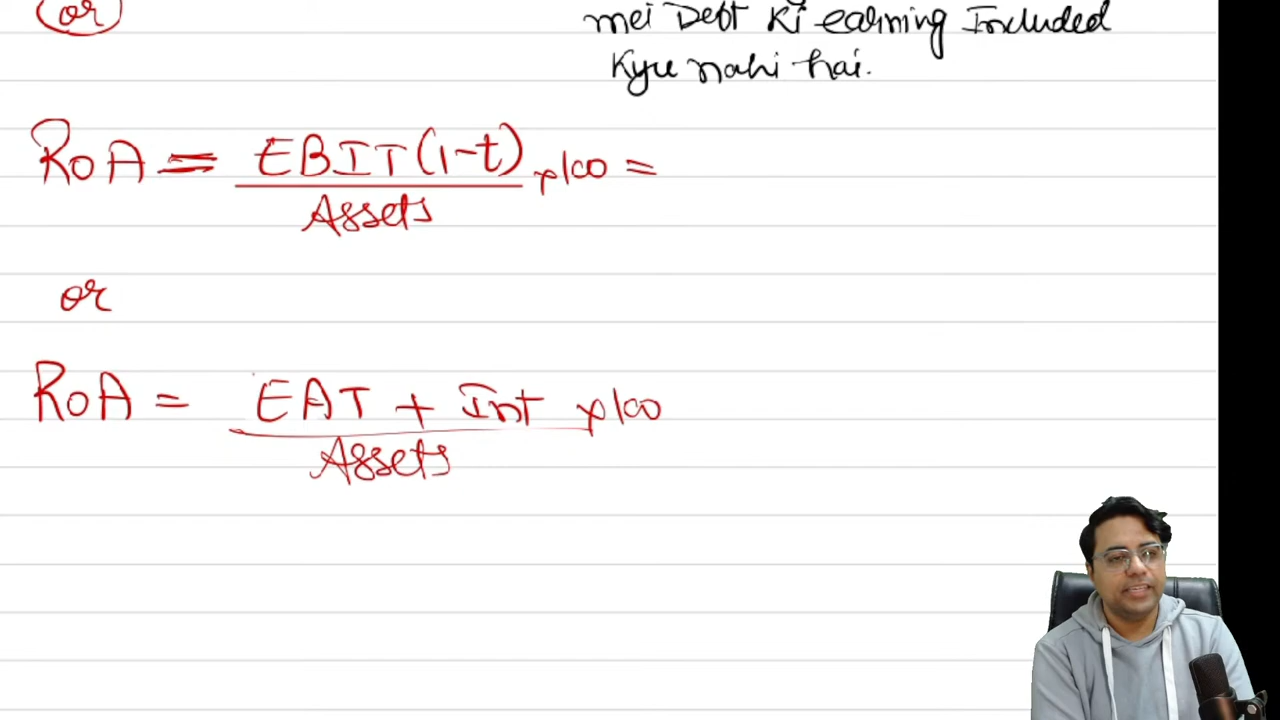 or
mei Debt Ki earning Included
Kyu nahi hai.
ROA = EBIT(1-t) x100 =
Assets
or
ROA = EAT + Int x100
Assets